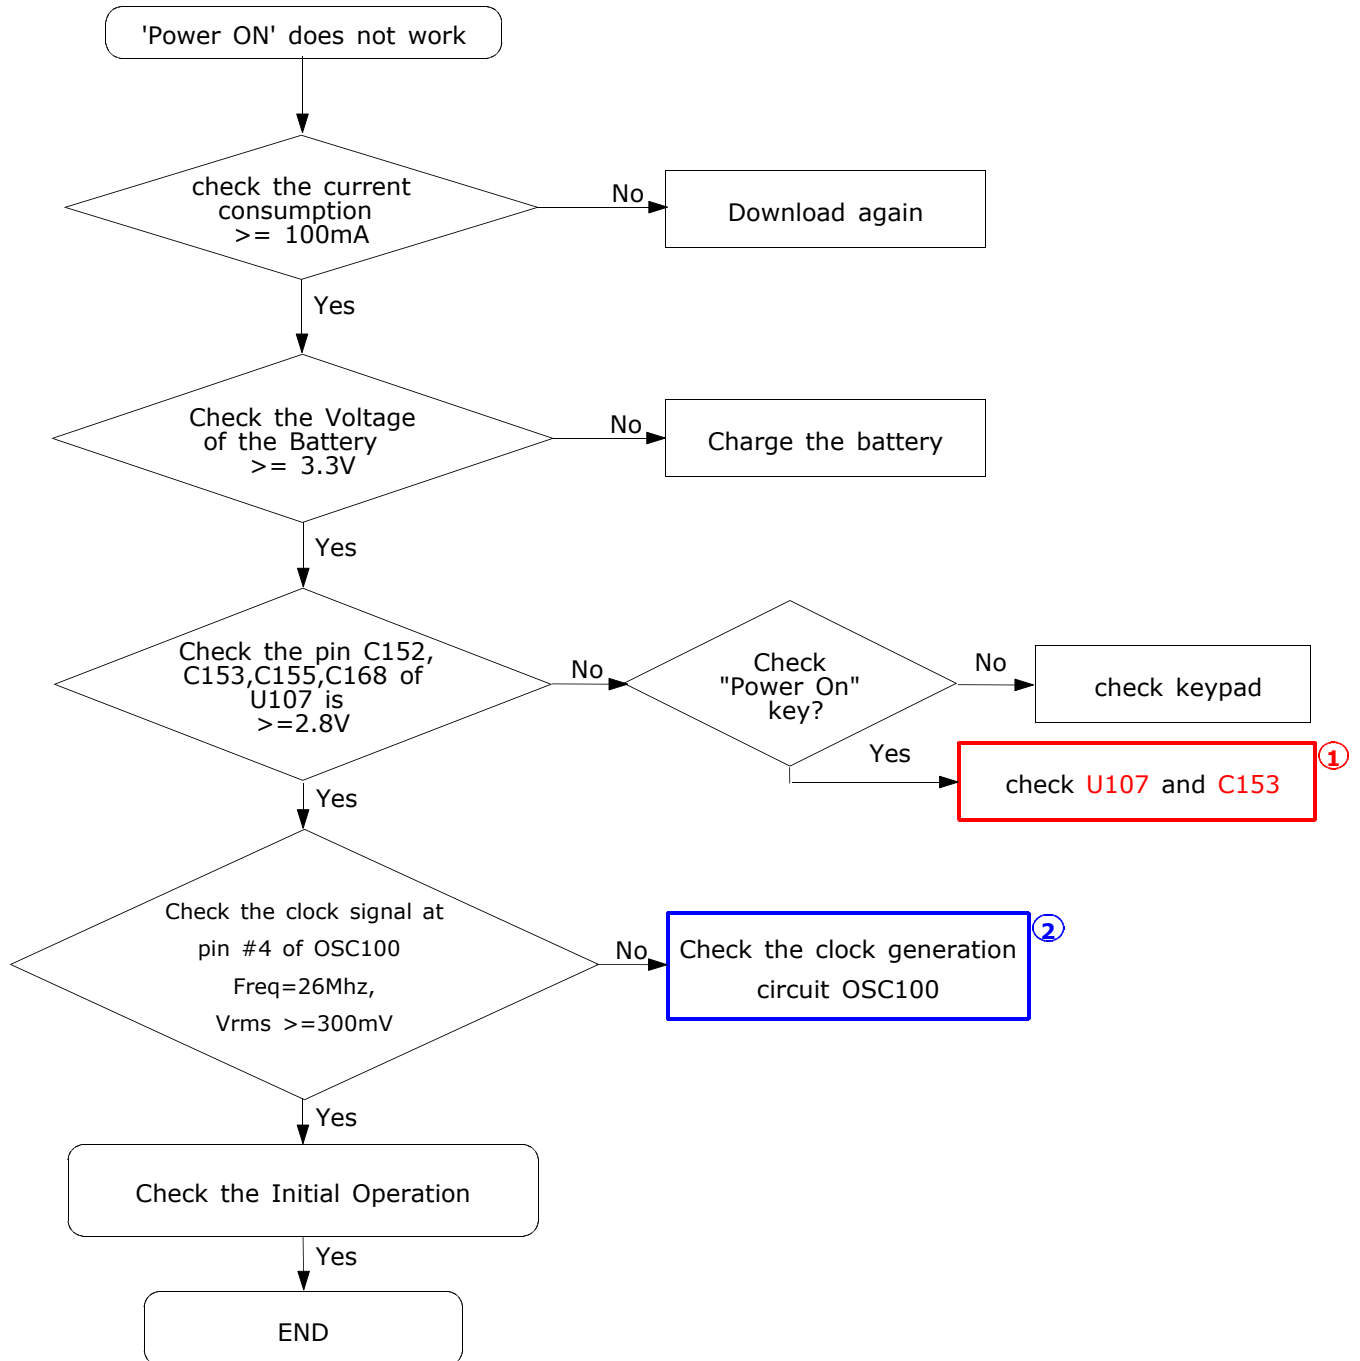 'Power ON' does not work
check the current
consumption
>= 100mA
No
Download again
Yes
Check the Voltage
of the Battery
>= 3.3V
No
Charge the battery
Yes
Check the pin C152,
C153,C155,C168 of
U107 is
>=2.8V
No
Check
"Power On"
key?
No
check keypad
Yes
check U107 and C153
1
Yes
Check the clock signal at
pin #4 of OSC100
Freq=26Mhz,
Vrms >=300mV
No
Check the clock generation
circuit OSC100
2
Yes
Check the Initial Operation
Yes
END